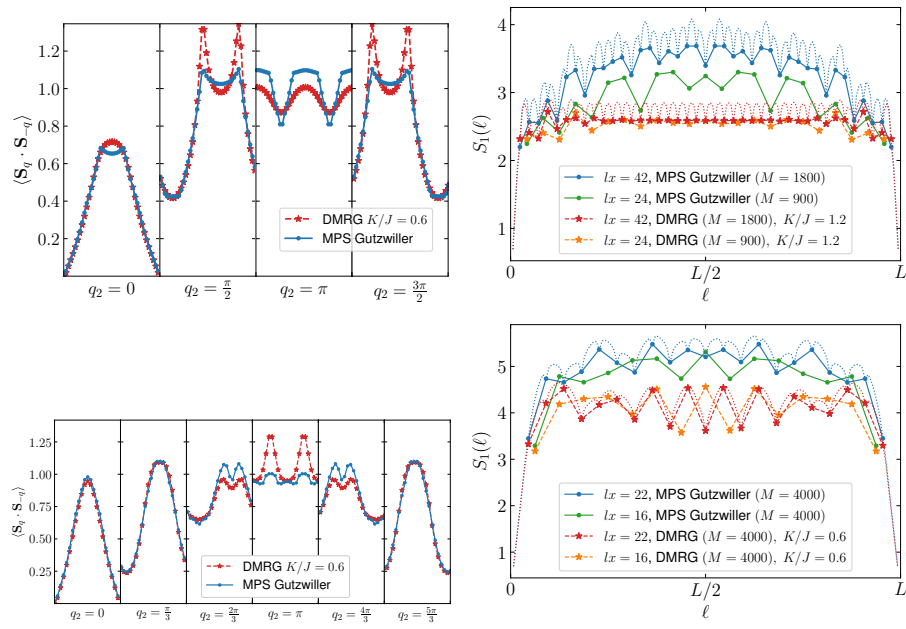 1.2
1.0
0.8
0.6
0.4
0.2
⟨S_q · S_−q⟩
DMRG K/J = 0.6
MPS Gutzwiller
q_2 = 0
q_2 = π/2
q_2 = π
q_2 = 3π/2
4
3
2
1
S_1(ℓ)
lx = 42, MPS Gutzwiller (M = 1800)
lx = 24, MPS Gutzwiller (M = 900)
lx = 42, DMRG (M = 1800), K/J = 1.2
lx = 24, DMRG (M = 900), K/J = 1.2
0
L/2
L
ℓ
1.25
1.00
0.75
0.50
0.25
⟨S_q · S_−q⟩
DMRG K/J = 0.6
MPS Gutzwiller
q_2 = 0
q_2 = π/3
q_2 = 2π/3
q_2 = π
q_2 = 4π/3
q_2 = 5π/3
5
4
3
2
1
S_1(ℓ)
lx = 22, MPS Gutzwiller (M = 4000)
lx = 16, MPS Gutzwiller (M = 4000)
lx = 22, DMRG (M = 4000), K/J = 0.6
lx = 16, DMRG (M = 4000), K/J = 0.6
0
L/2
L
ℓ